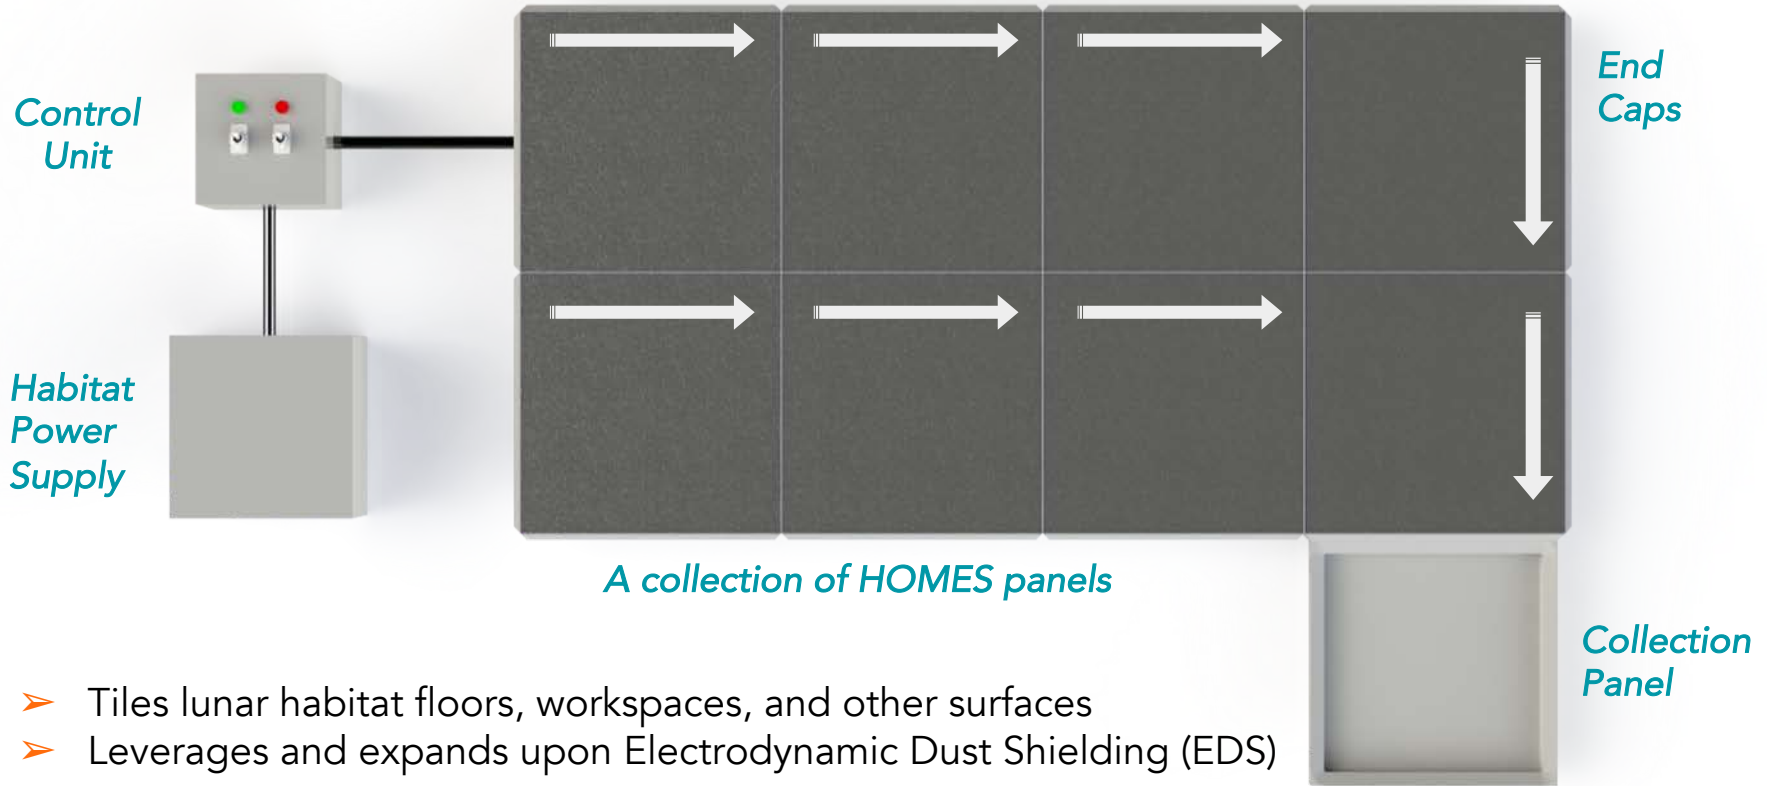 Control
Unit
End
Caps
Habitat
Power
Supply
A collection of HOMES panels
Collection
Panel
➢ Tiles lunar habitat floors, workspaces, and other surfaces
➢ Leverages and expands upon Electrodynamic Dust Shielding (EDS)